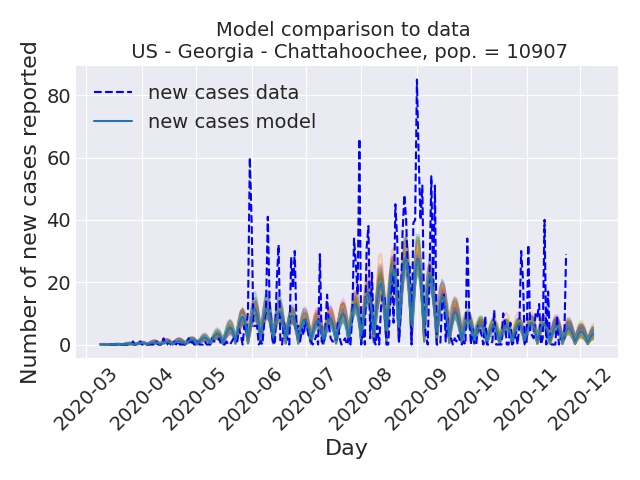 Model comparison to data
US - Georgia - Chattahoochee, pop. = 10907
Number of new cases reported
80
60
40
20
0
new cases data
new cases model
2020-03
2020-04
2020-05
2020-06
2020-07
2020-08
2020-09
2020-10
2020-11
2020-12
Day